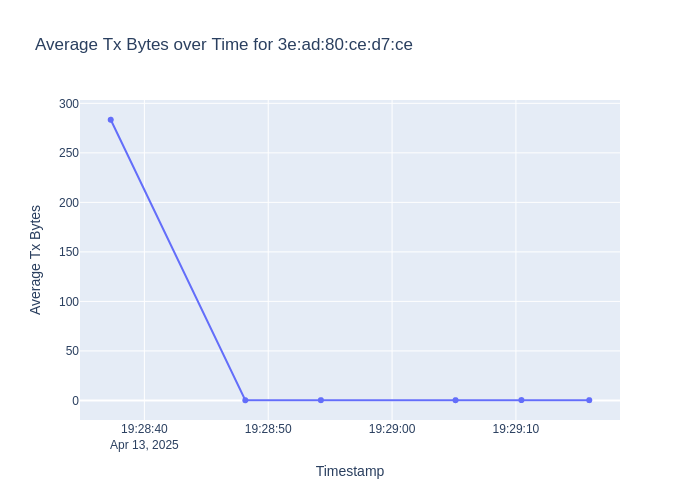 Average Tx Bytes over Time for 3e:ad:80:ce:d7:ce
300
250
200
150
100
50
0
Average Tx Bytes
19:28:40
19:28:50
19:29:00
19:29:10
Apr 13, 2025
Timestamp